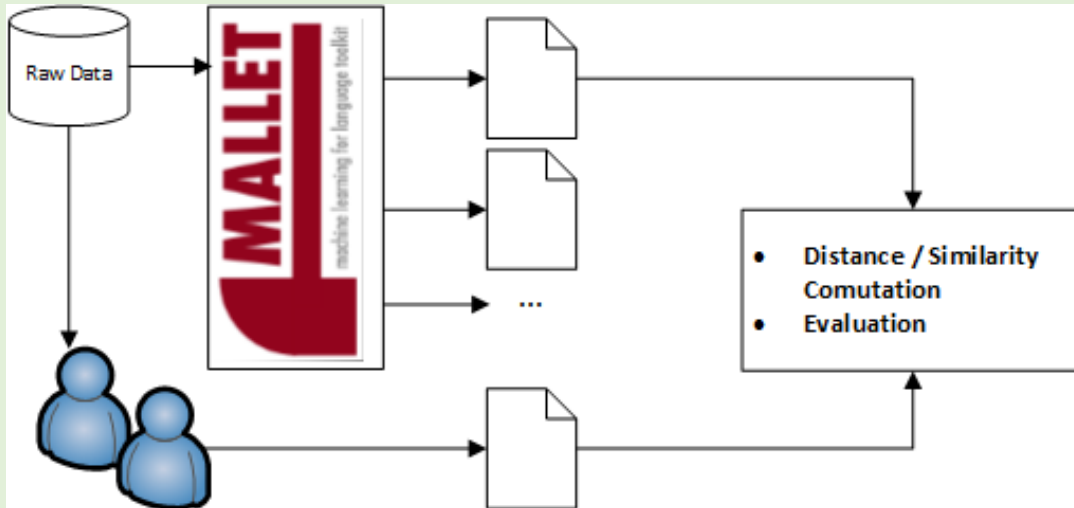 Raw Data
MALLET
machine learning for language toolkit
...
• Distance / Similarity
Comutation
• Evaluation